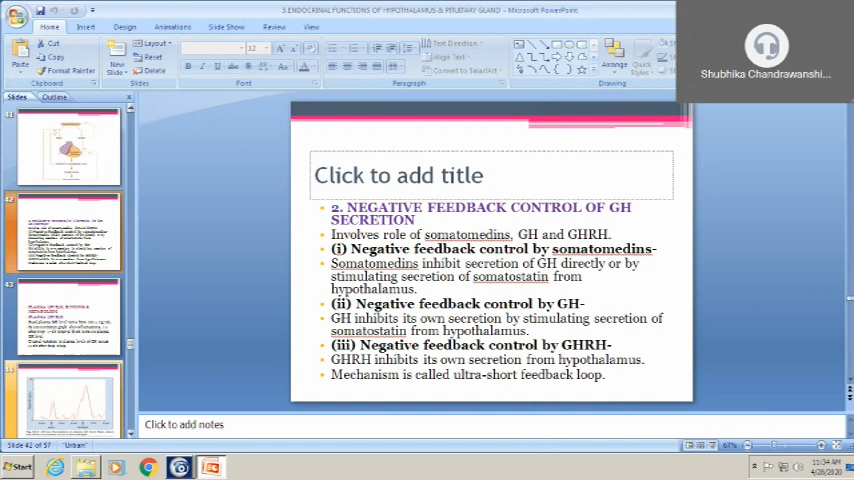 3.ENDOCRINAL FUNCTIONS OF HYPOTHALAMUS & PITUITARY GLAND - Microsoft PowerPoint
Home Insert Design Animations Slide Show Review View
Cut
Copy
Format Painter
Paste
Clipboard
New
Slide
Layout
Reset
Delete
Slides
12
B I U abe S
Font
Paragraph
Text Direction
Align Text
Convert to SmartArt
Arrange
Quick
Styles
Drawing
Shubhika Chandrawanshi...
Slides Outline
41
42
43
44
Click to add title
2. NEGATIVE FEEDBACK CONTROL OF GH
SECRETION
Involves role of somatomedins, GH and GHRH.
(i) Negative feedback control by somatomedins-
Somatomedins inhibit secretion of GH directly or by
stimulating secretion of somatostatin from
hypothalamus.
(ii) Negative feedback control by GH-
GH inhibits its own secretion by stimulating secretion of
somatostatin from hypothalamus.
(iii) Negative feedback control by GHRH-
GHRH inhibits its own secretion from hypothalamus.
Mechanism is called ultra-short feedback loop.
Click to add notes
Slide 42 of 57 "Urban" 67%
Start
11:34 AM
4/28/2020